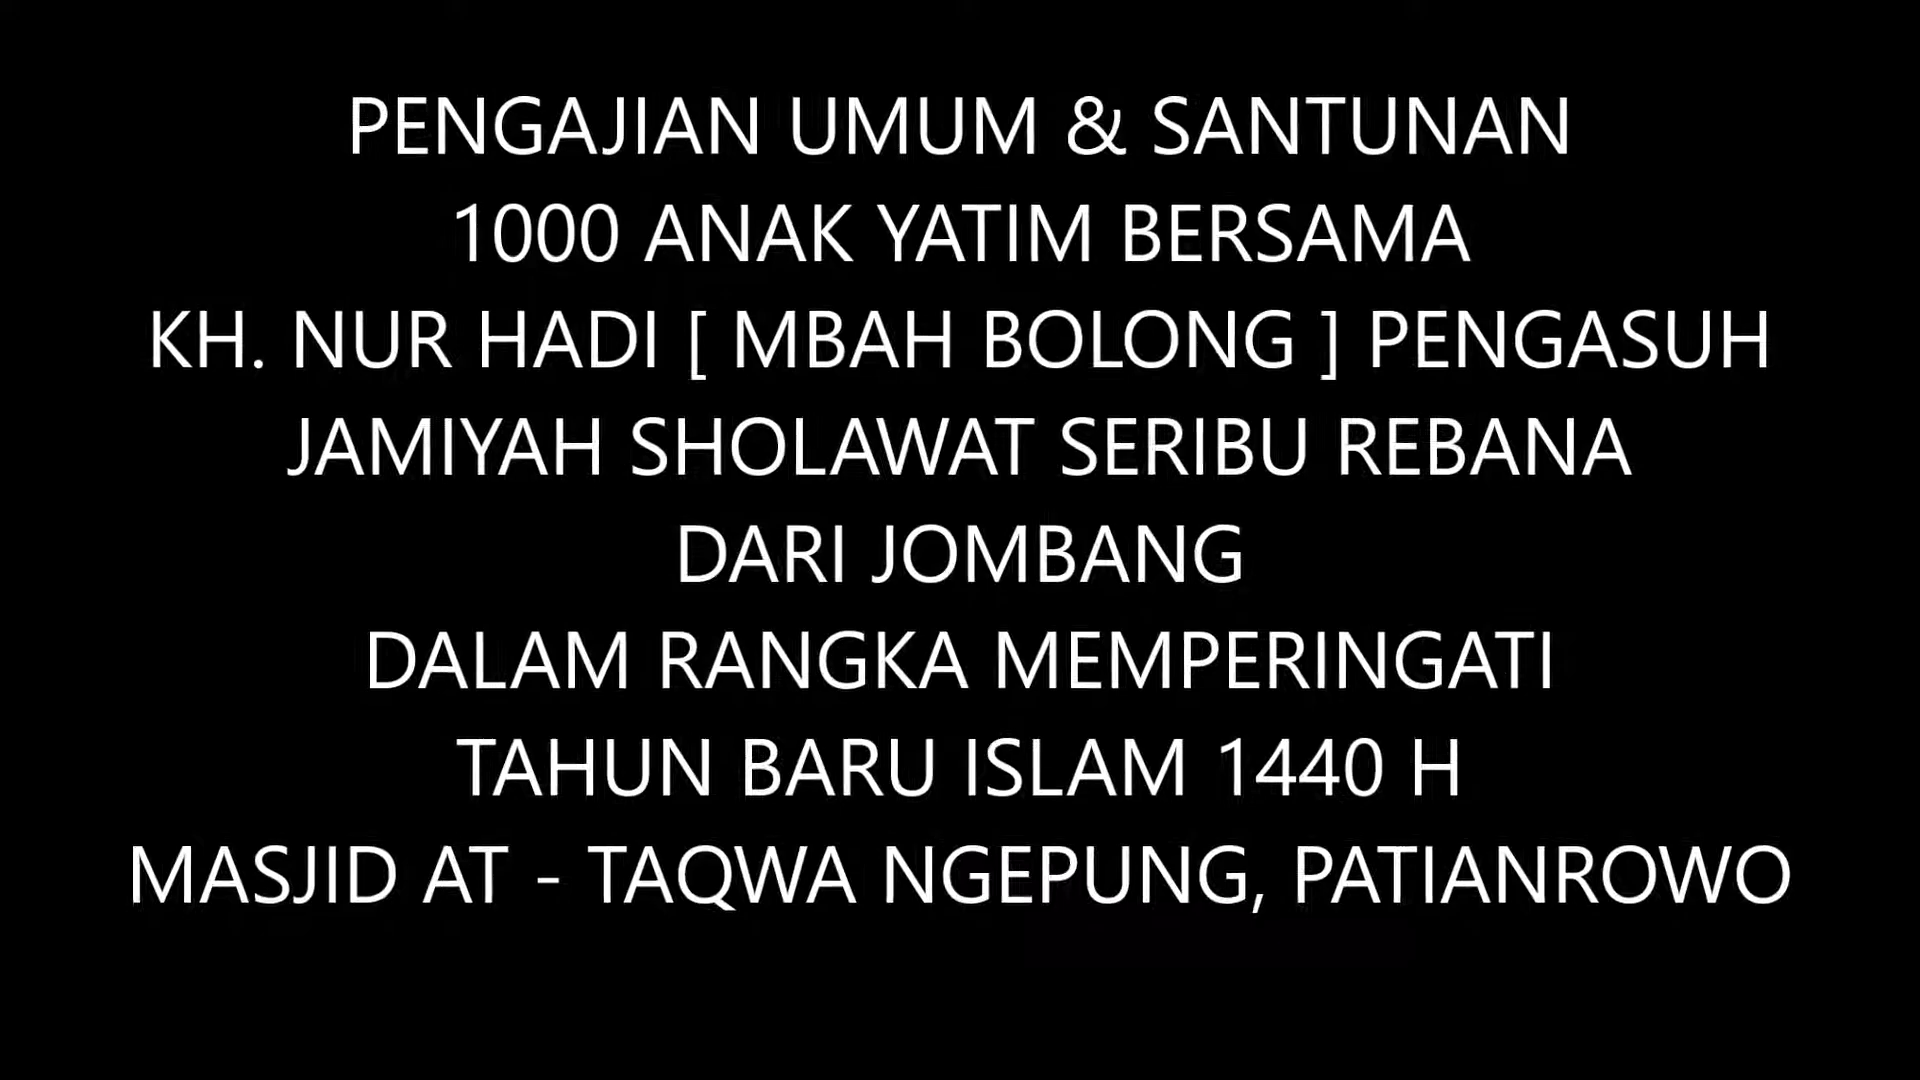 PENGAJIAN UMUM & SANTUNAN
1000 ANAK YATIM BERSAMA
KH. NUR HADI [ MBAH BOLONG ] PENGASUH
JAMIYAH SHOLAWAT SERIBU REBANA
DARI JOMBANG
DALAM RANGKA MEMPERINGATI
TAHUN BARU ISLAM 1440 H
MASJID AT - TAQWA NGEPUNG, PATIANROWO